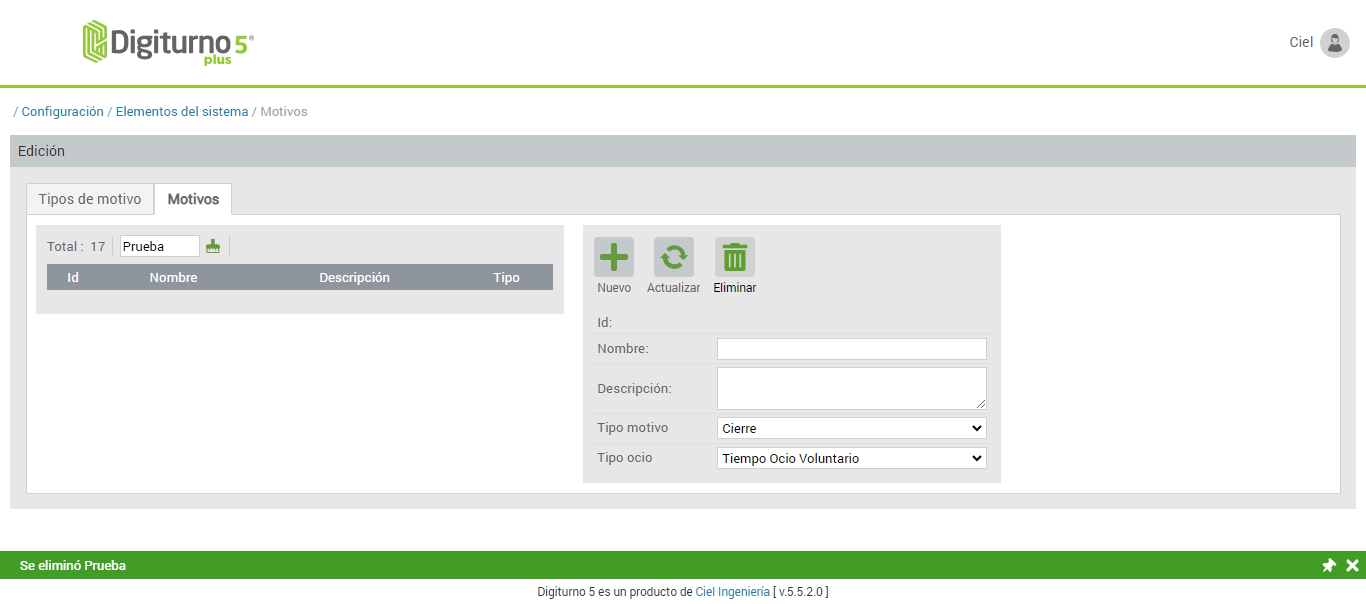 Digiturno 5®
plus
Ciel
/ Configuración / Elementos del sistema / Motivos
Edición
Tipos de motivo
Motivos
Total : 17
Prueba
Id Nombre Descripción Tipo
Nuevo Actualizar Eliminar
Id:
Nombre:
Descripción:
Tipo motivo
Cierre
Tipo ocio
Tiempo Ocio Voluntario
Se eliminó Prueba
Digiturno 5 es un producto de Ciel Ingeniería [ v.5.5.2.0 ]